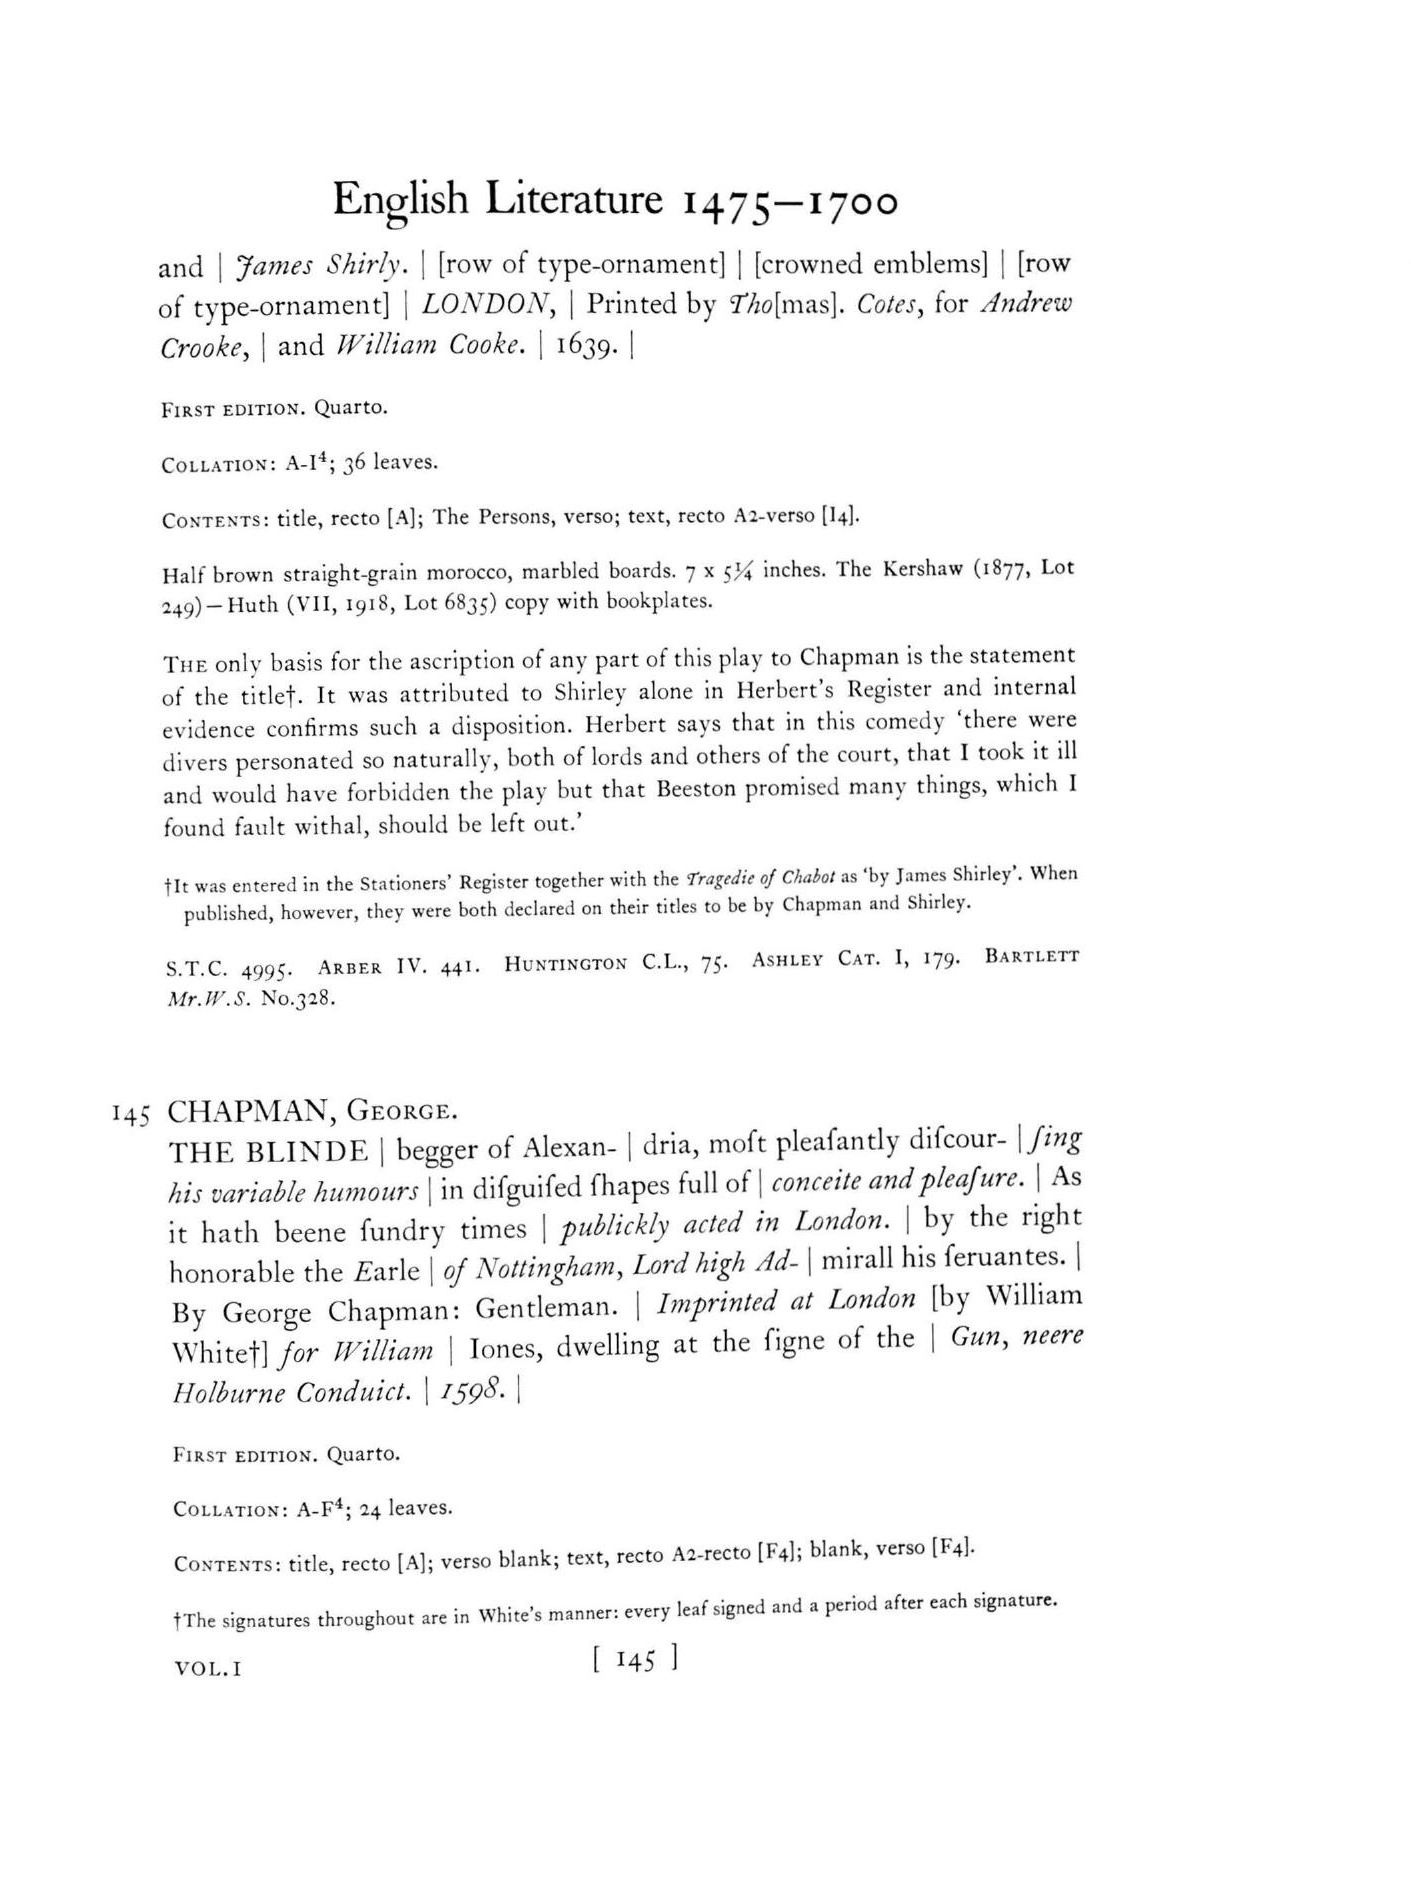 English Literature 1475—1700
and | James Shirly. | [row of type-ornament] | [crowned emblems] | [row
of type-ornament] | LONDON, | Printed by Tho[mas]. Cotes, for Andrew
Crooke, | and William Cooke. | 1639. |
FIRST EDITION. Quarto.
COLLATION: A-I⁴; 36 leaves.
CONTENTS: title, recto [A]; The Persons, verso; text, recto A2-verso [I4].
Half brown straight-grain morocco, marbled boards. 7 x 5¼ inches. The Kershaw (1877, Lot
249)—Huth (VII, 1918, Lot 6835) copy with bookplates.
THE only basis for the ascription of any part of this play to Chapman is the statement
of the title†. It was attributed to Shirley alone in Herbert's Register and internal
evidence confirms such a disposition. Herbert says that in this comedy ‘there were
divers personated so naturally, both of lords and others of the court, that I took it ill
and would have forbidden the play but that Beeston promised many things, which I
found fault withal, should be left out.’
†It was entered in the Stationers’ Register together with the Tragedie of Chabot as ‘by James Shirley’. When
published, however, they were both declared on their titles to be by Chapman and Shirley.
S.T.C. 4995. ARBER IV. 441. HUNTINGTON C.L., 75. ASHLEY CAT. I, 179. BARTLETT
Mr.W.S. No.328.
145 CHAPMAN, GEORGE.
THE BLINDE | begger of Alexan- | dria, moſt pleaſantly diſcour- | ſing
his variable humours | in diſguiſed ſhapes full of | conceite and pleaſure. | As
it hath beene ſundry times | publickly acted in London. | by the right
honorable the Earle | of Nottingham, Lord high Ad- | mirall his ſeruantes. |
By George Chapman: Gentleman. | Imprinted at London [by William
White†] for William | Iones, dwelling at the ſigne of the | Gun, neere
Holburne Conduict. | 1598. |
FIRST EDITION. Quarto.
COLLATION: A-F⁴; 24 leaves.
CONTENTS: title, recto [A]; verso blank; text, recto A2-recto [F4]; blank, verso [F4].
†The signatures throughout are in White's manner: every leaf signed and a period after each signature.
VOL.I [ 145 ]